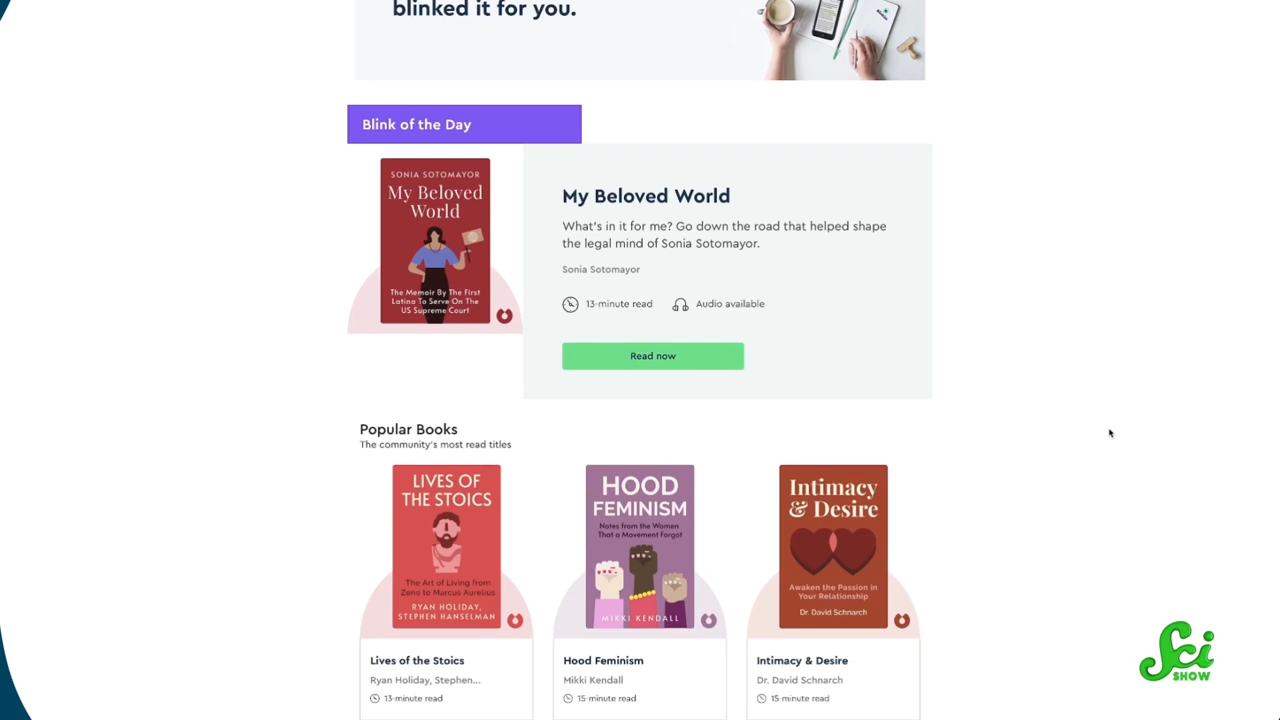 blinked it for you.
Blink of the Day
SONIA SOTOMAYOR
My Beloved
World
The Memoir By The First
Latina To Serve On The
US Supreme Court
My Beloved World
What's in it for me? Go down the road that helped shape
the legal mind of Sonia Sotomayor.
Sonia Sotomayor
13-minute read
Audio available
Read now
Popular Books
The community's most read titles
LIVES OF
THE STOICS
The Art of Living from
Zeno to Marcus Aurelius
RYAN HOLIDAY,
STEPHEN HANSELMAN
HOOD
FEMINISM
Notes from the Women
That a Movement Forgot
MIKKI KENDALL
Intimacy
& Desire
Awaken the Passion in
Your Relationship
Dr. David Schnarch
Lives of the Stoics
Ryan Holiday, Stephen...
13-minute read
Hood Feminism
Mikki Kendall
15-minute read
Intimacy & Desire
Dr. David Schnarch
15-minute read
Sci
SHOW